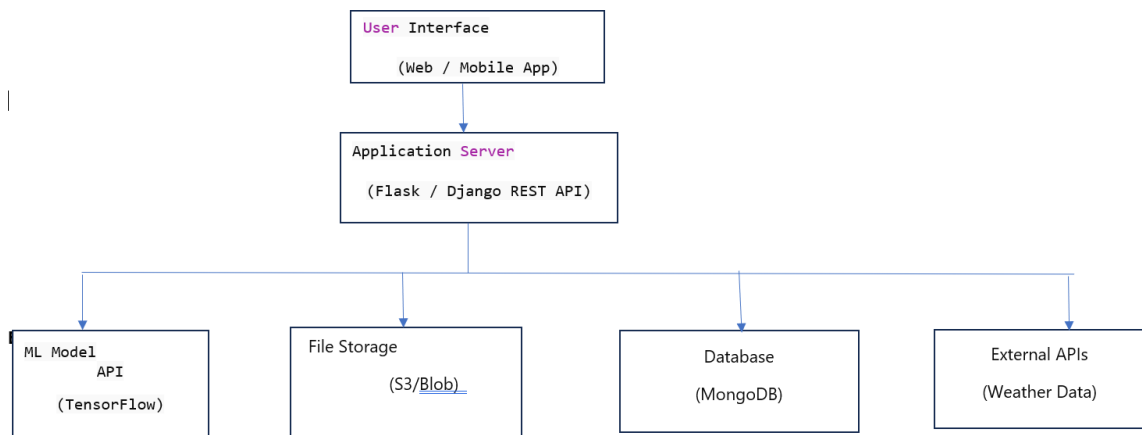 User Interface
(Web / Mobile App)
Application Server
(Flask / Django REST API)
ML Model
API
(TensorFlow)
File Storage
(S3/Blob)
Database
(MongoDB)
External APIs
(Weather Data)